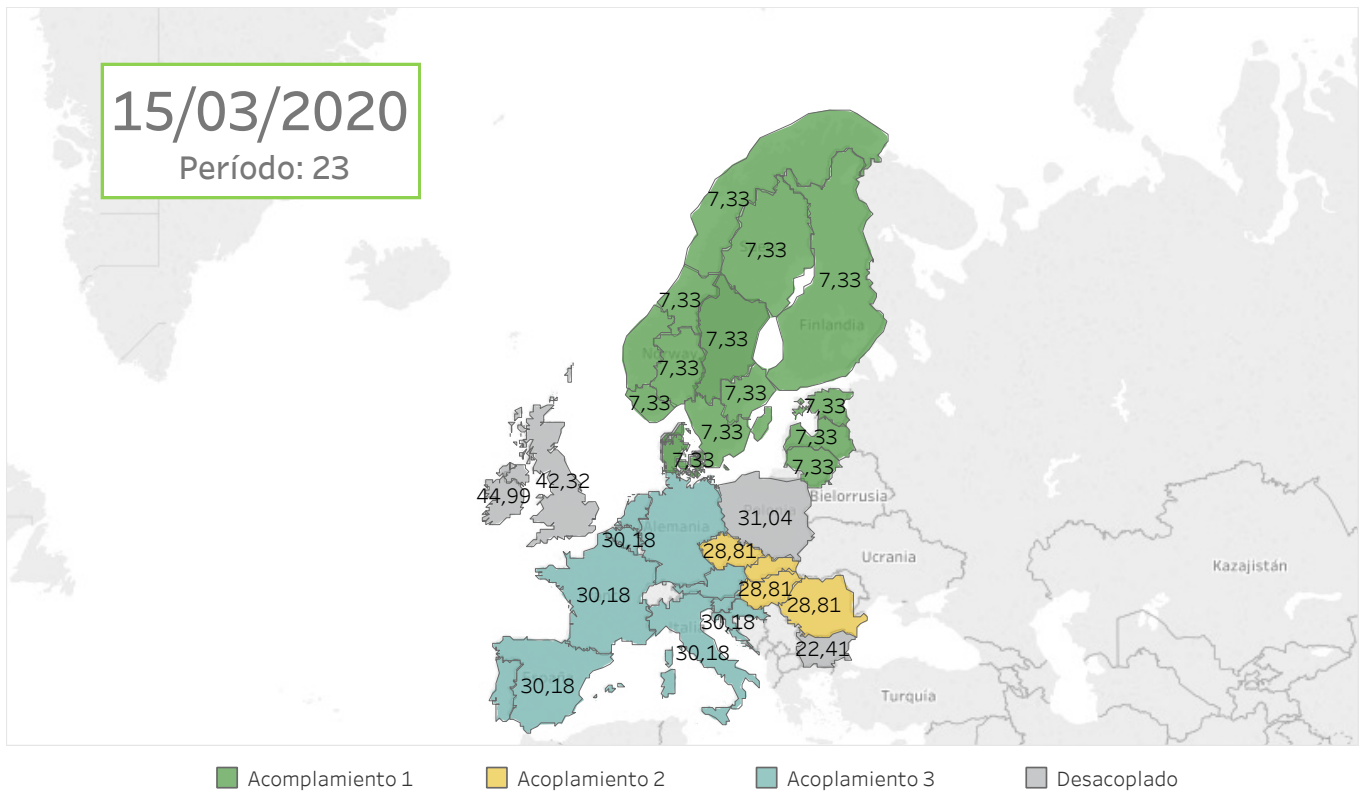 15/03/2020
Período: 23
7,33
7,33
7,33
7,33
7,33
Finlandia
Norway
7,33
7,33
7,33
7,33
7,33
7,33
7,33
7,33
42,32
44,99
Bielorrusia
31,04
Alemania
30,18
28,81
Ucrania
Kazajistán
28,81
30,18
28,81
30,18
Italia
22,41
30,18
30,18
Turquía
Acomplamiento 1
Acoplamiento 2
Acoplamiento 3
Desacoplado